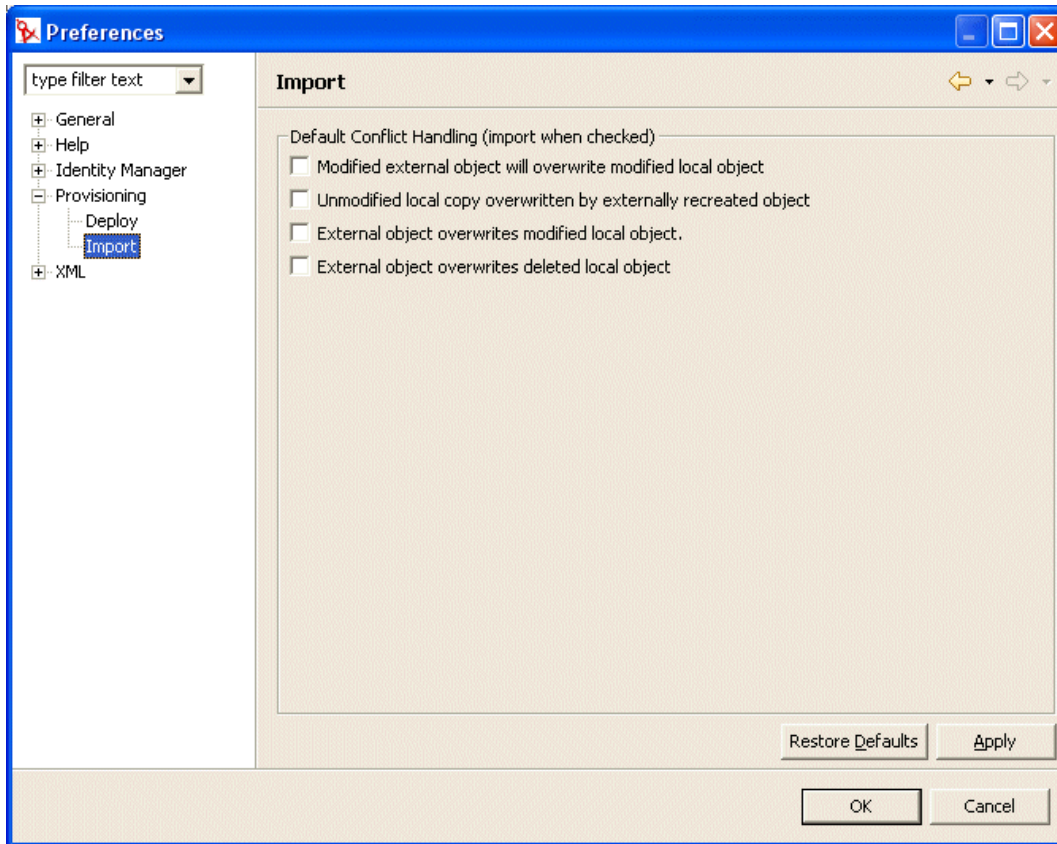 Preferences
type filter text
General
Help
Identity Manager
Provisioning
Deploy
Import
XML
Import
Default Conflict Handling (import when checked)
Modified external object will overwrite modified local object
Unmodified local copy overwritten by externally recreated object
External object overwrites modified local object.
External object overwrites deleted local object
Restore Defaults
Apply
OK
Cancel